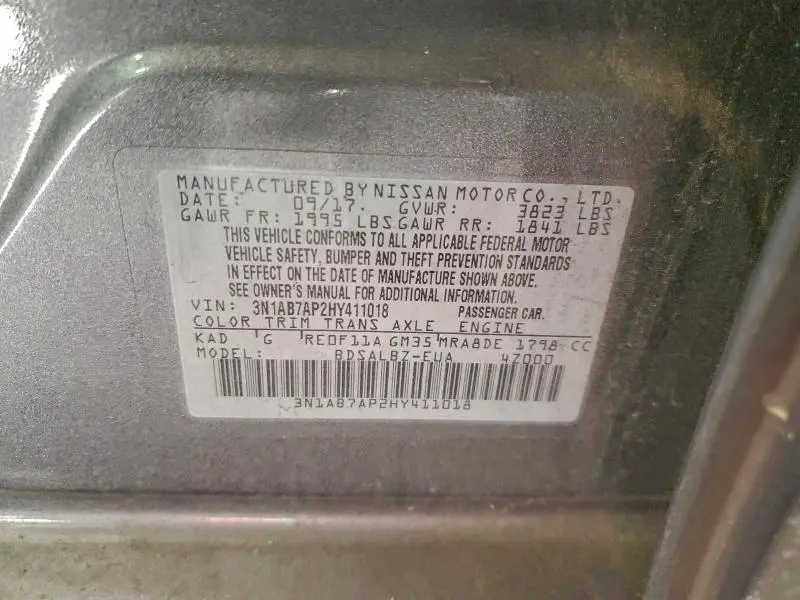 MANUFACTURED BY NISSAN MOTOR CO., LTD.
DATE: 09/17. GVWR: 3823 LBS
GAWR FR: 1995 LBS GAWR RR: 1841 LBS
THIS VEHICLE CONFORMS TO ALL APPLICABLE FEDERAL MOTOR
VEHICLE SAFETY, BUMPER AND THEFT PREVENTION STANDARDS
IN EFFECT ON THE DATE OF MANUFACTURE SHOWN ABOVE.
SEE OWNER'S MANUAL FOR ADDITIONAL INFORMATION.
VIN: 3N1AB7AP2HY411018 PASSENGER CAR.
COLOR TRIM TRANS AXLE ENGINE
KAD G RE0F11A GM35 MRA8DE 1798 CC
MODEL: BDSALBZ-EUA 4Z000
3N1AB7AP2HY411018